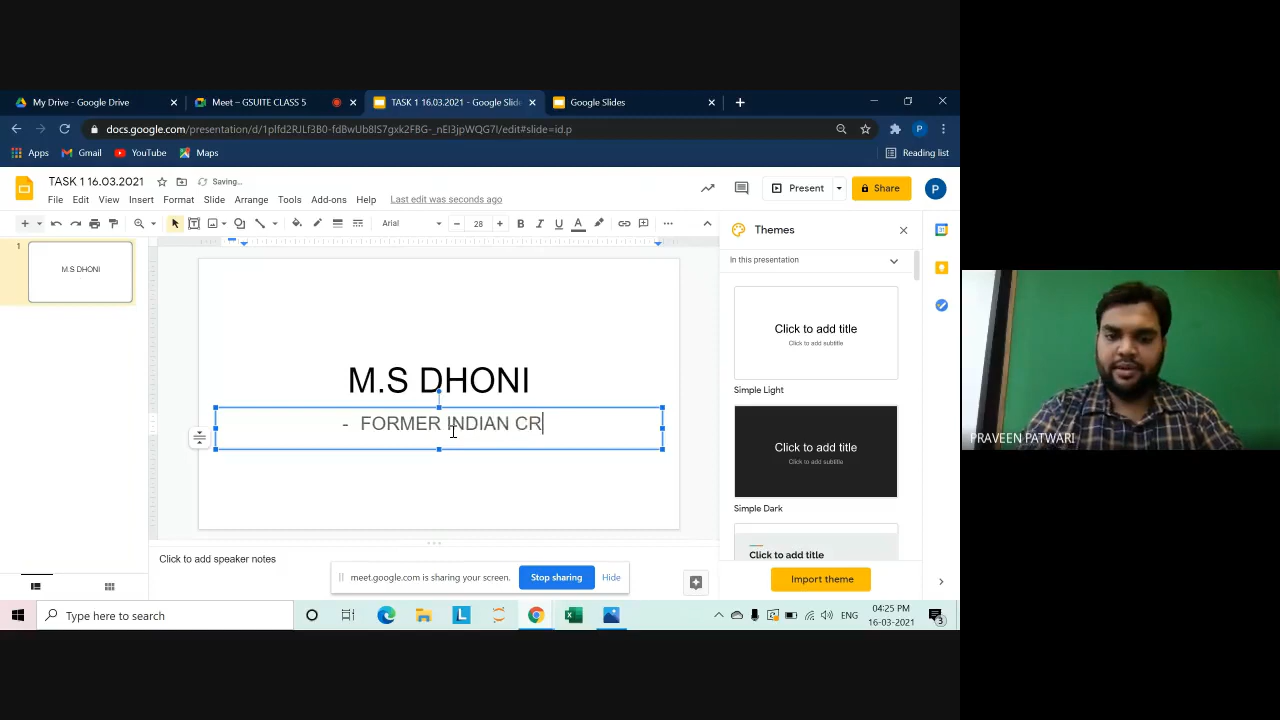 My Drive - Google Drive
Meet – GSUITE CLASS 5
TASK 1 16.03.2021 - Google Slid
Google Slides
docs.google.com/presentation/d/1plfd2RJLf3B0-fdBwUb8lS7gxk2FBG-_nEI3jpWQG7I/edit#slide=id.p
Apps
Gmail
YouTube
Maps
Reading list
TASK 1 16.03.2021
Saving...
File Edit View Insert Format Slide Arrange Tools Add-ons Help
Last edit was seconds ago
Present
Share
P
Arial
28
B I U A
Themes
In this presentation
1
M.S DHONI
M.S DHONI
- FORMER INDIAN CR
Click to add title
Click to add subtitle
Simple Light
Click to add title
Click to add subtitle
Simple Dark
Click to add title
Import theme
Click to add speaker notes
meet.google.com is sharing your screen.
Stop sharing
Hide
Type here to search
ENG
04:25 PM
16-03-2021
3
PRAVEEN PATWARI